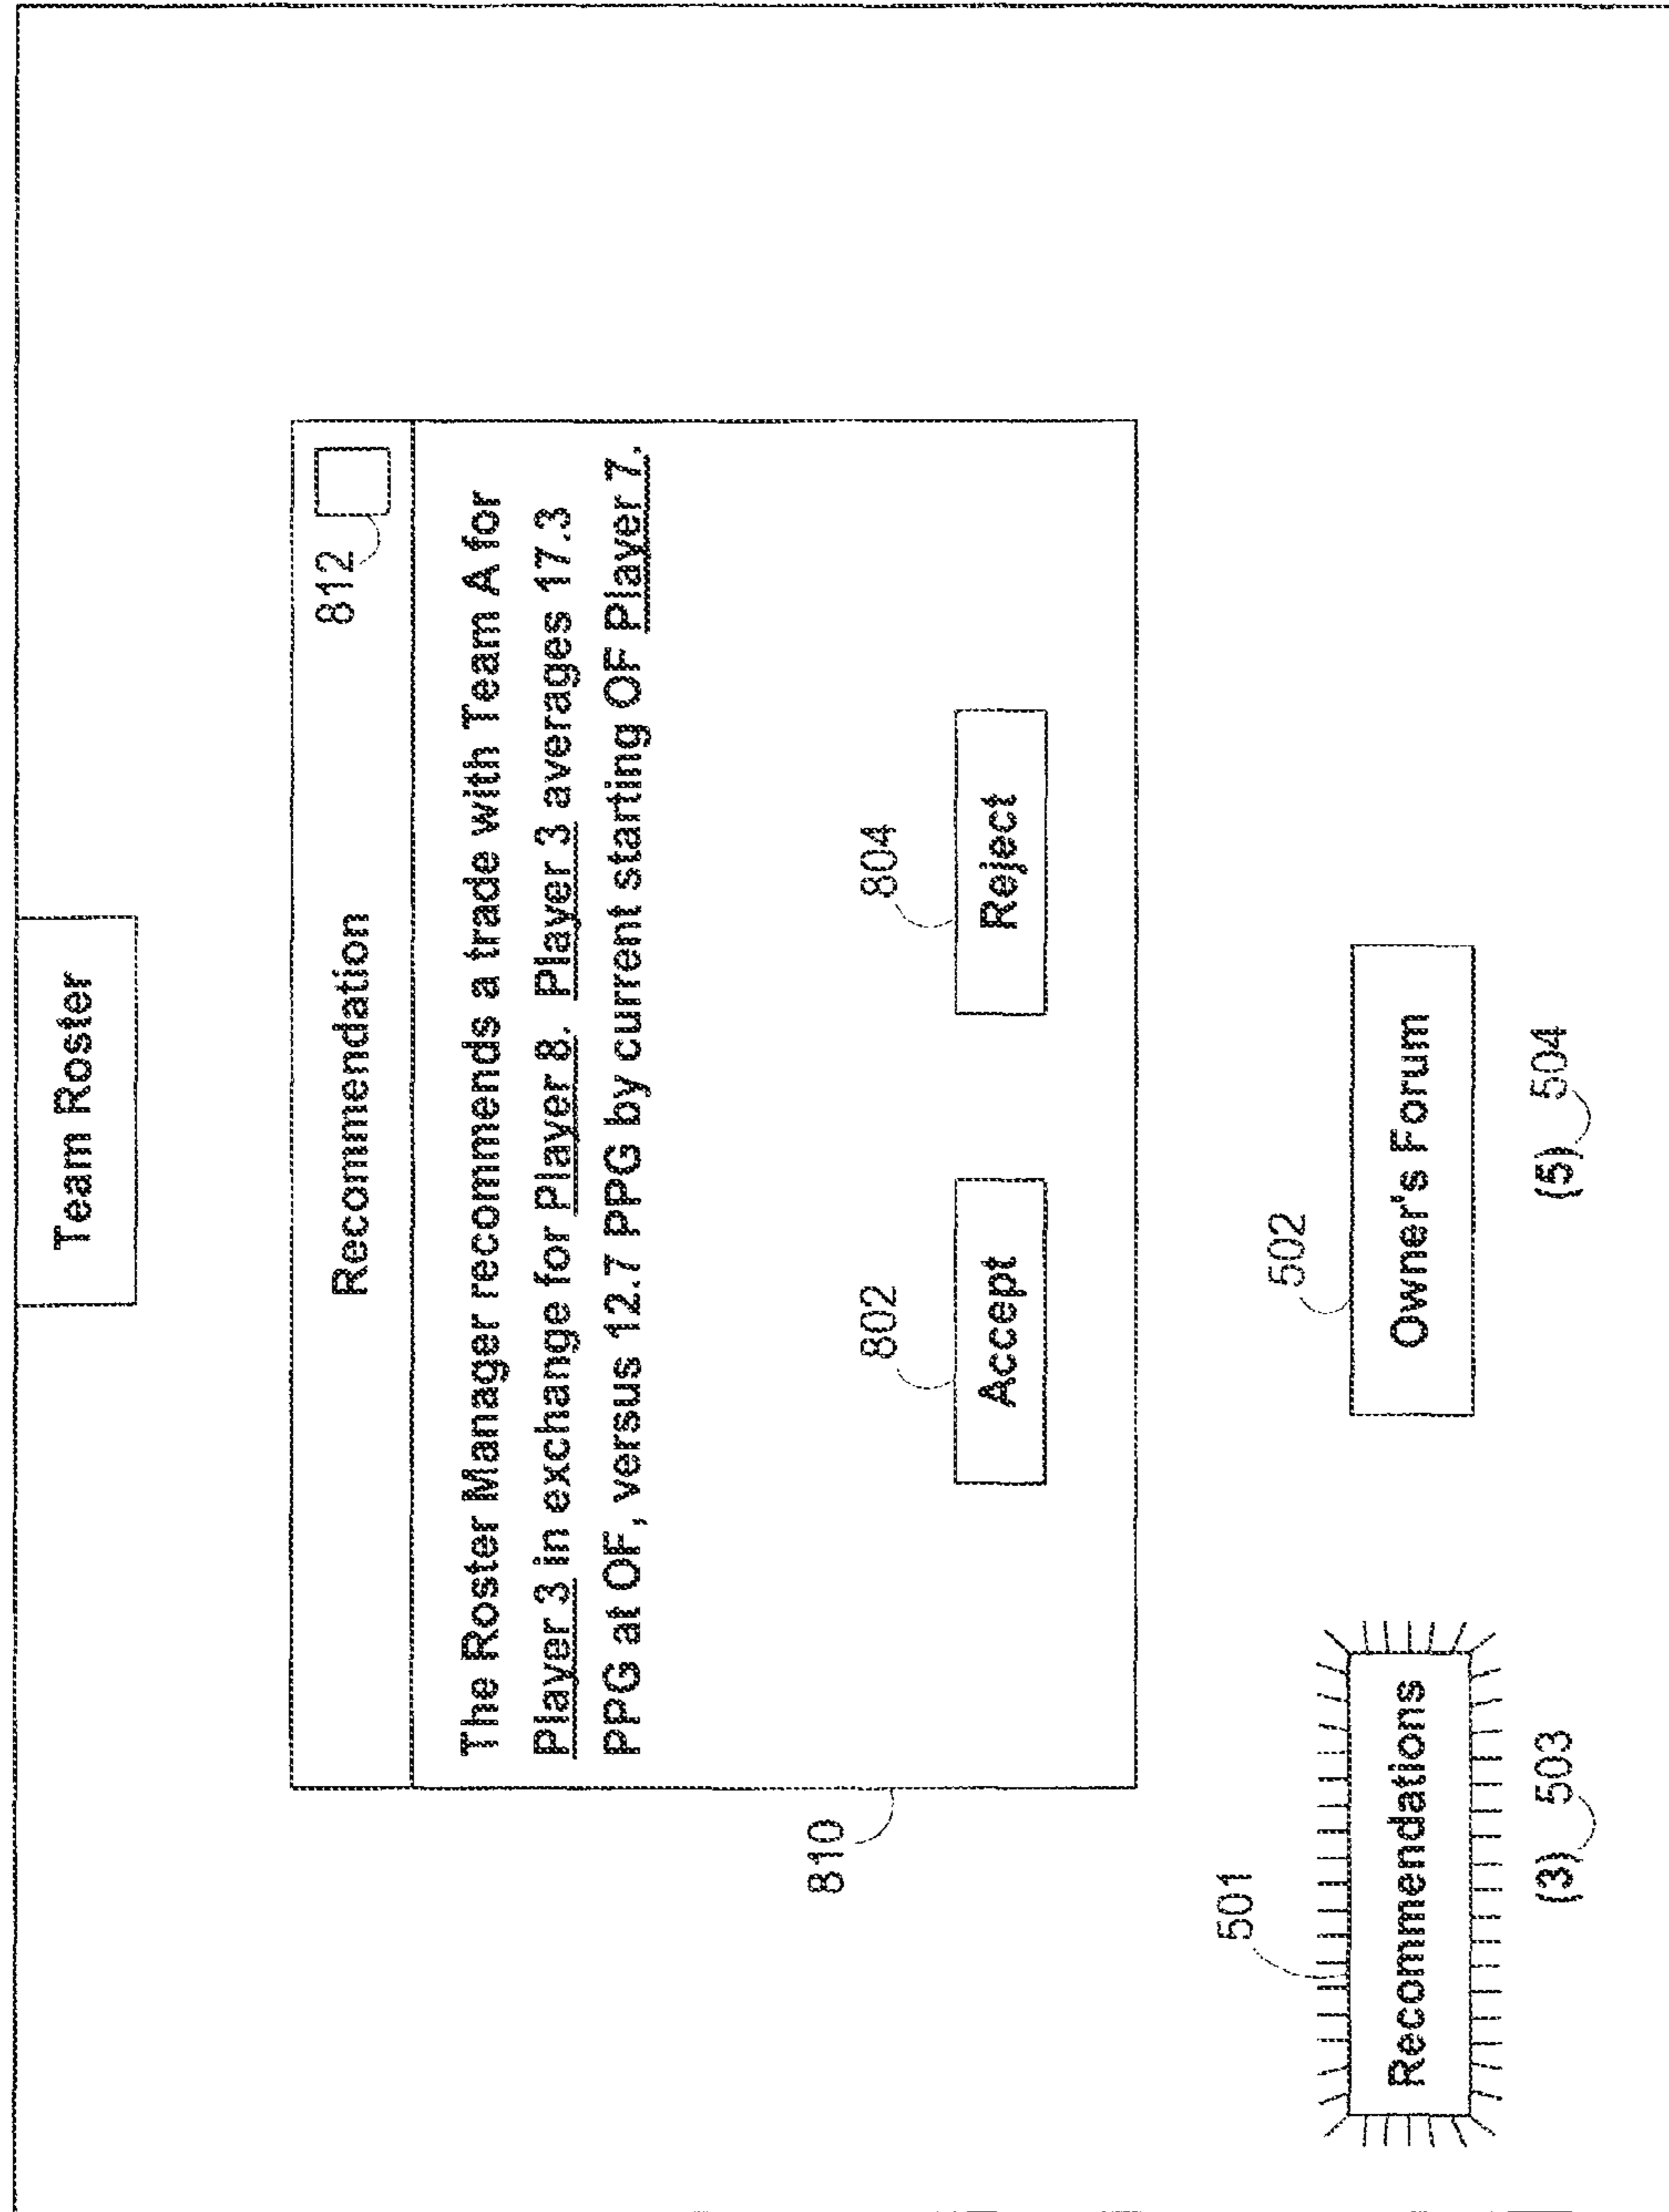 Team Roster
Recommendation
812
The Roster Manager recommends a trade with Team A for
Player 3 in exchange for Player 8. Player 3 averages 17.3
PPG at OF, versus 12.7 PPG by current starting OF Player 7.
810
802
804
Accept
Reject
501
502
Recommendations
Owner's Forum
(3) 503
(5) 504